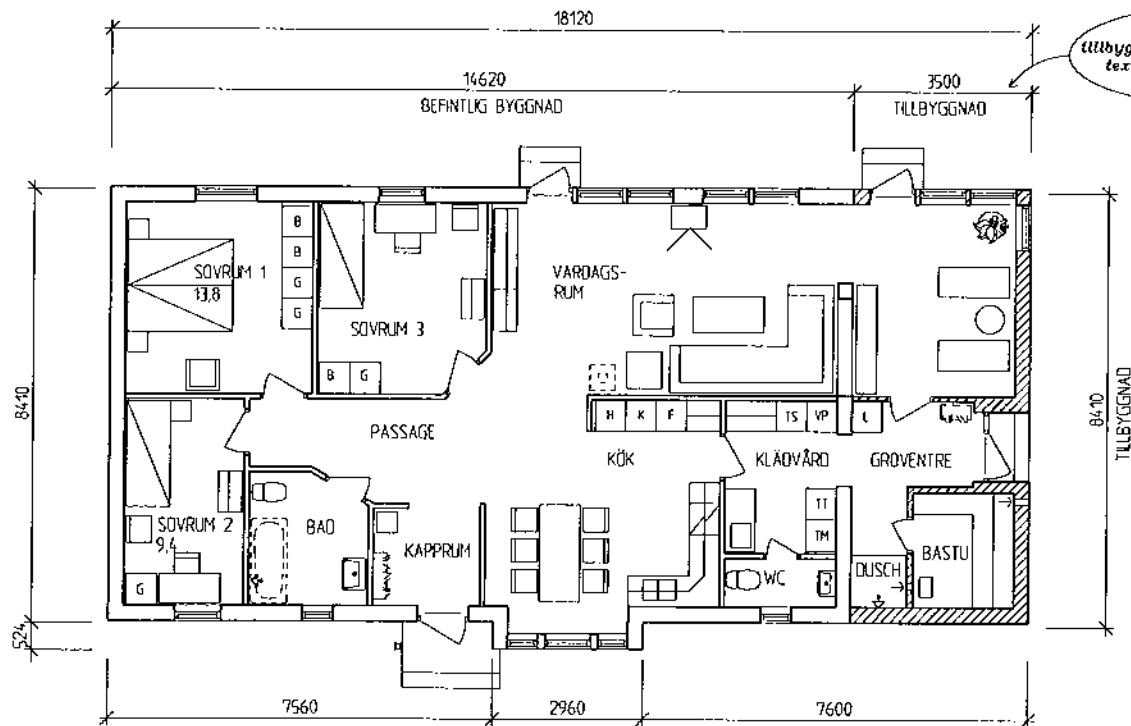 18120
14620
3500
BEFINTLIG BYGGNAD
TILLBYGGNAD
8410
524
8410
TILLBYGGNAD
SOVRUM 1
13,8
B
B
G
G
SOVRUM 3
B G
VARDAGS-
RUM
H K F
TS VP L
PASSAGE
KÖK
KLÄDVÅRD
GROVENTRE
SOVRUM 2
9,4
G
BAD
KAPPRUM
TT
TM
WC
DUSCH
BASTU
7560
2960
7600